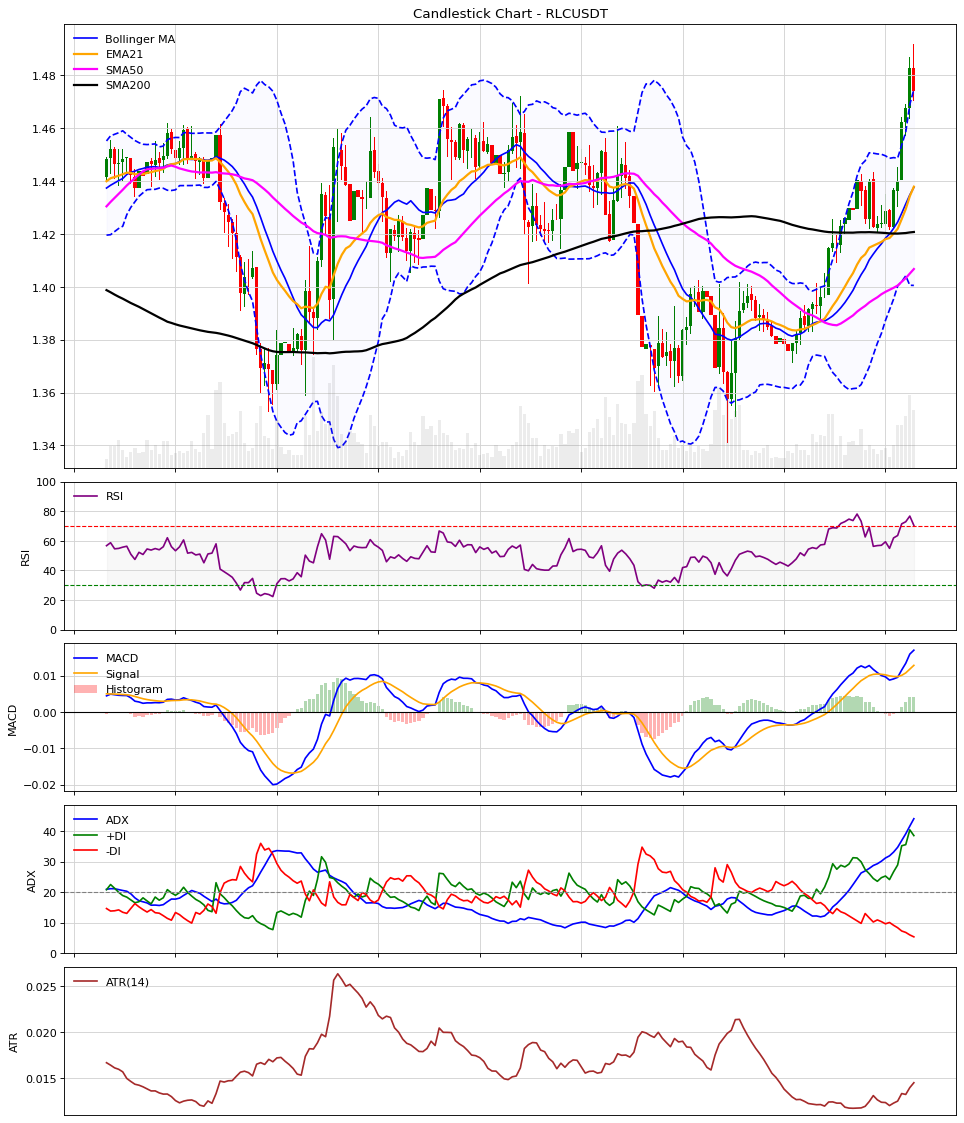 Candlestick Chart - RLCUSDT
Bollinger MA
EMA21
SMA50
SMA200
1.48
1.46
1.44
1.42
1.40
1.38
1.36
1.34
RSI
RSI
100
80
60
40
20
0
MACD
Signal
Histogram
MACD
0.01
0.00
−0.01
−0.02
ADX
+DI
-DI
ADX
40
30
20
10
0
ATR(14)
ATR
0.025
0.020
0.015